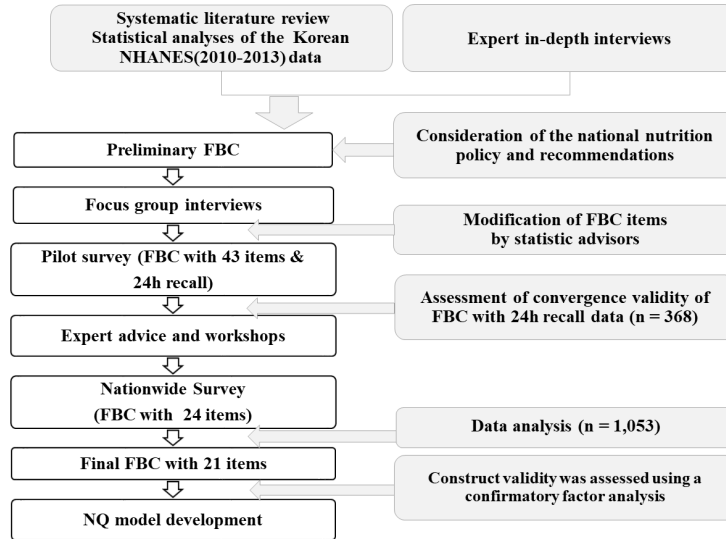 Systematic literature review
Statistical analyses of the Korean
NHANES(2010-2013) data
Expert in-depth interviews
Preliminary FBC
Consideration of the national nutrition
policy and recommendations
Focus group interviews
Modification of FBC items
by statistic advisors
Pilot survey (FBC with 43 items &
24h recall)
Assessment of convergence validity of
FBC with 24h recall data (n = 368)
Expert advice and workshops
Nationwide Survey
(FBC with 24 items)
Data analysis (n = 1,053)
Final FBC with 21 items
Construct validity was assessed using a
confirmatory factor analysis
NQ model development